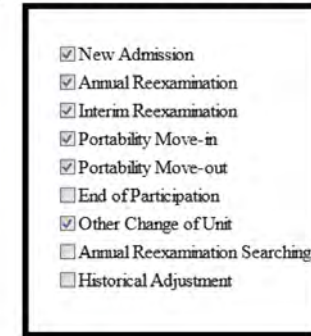 New Admission
Annual Reexamination
Interim Reexamination
Portability Move-in
Portability Move-out
End of Participation
Other Change of Unit
Annual Reexamination Searching
Historical Adjustment